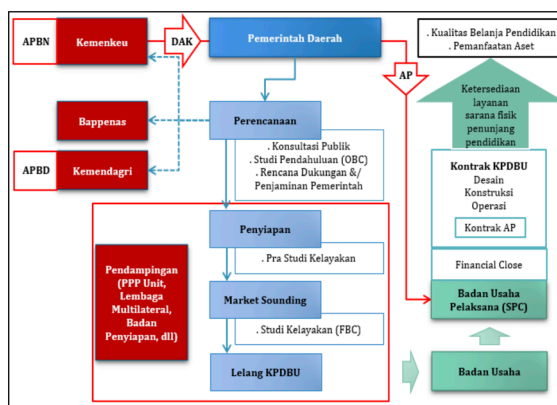 APBN
Kemenkeu
DAK
Pemerintah Daerah
AP
. Kualitas Belanja Pendidikan
. Pemanfaatan Aset
Ketersediaan
layanan
sarana fisik
penunjang
pendidikan
Bappenas
Perencanaan
. Konsultasi Publik
. Studi Pendahuluan (OBC)
. Rencana Dukungan &/
Penjaminan Pemerintah
APBD
Kemendagri
Kontrak KPDBU
Desain
Konstruksi
Operasi
Kontrak AP
Penyiapan
. Pra Studi Kelayakan
Pendampingan
(PPP Unit,
Lembaga
Multilateral,
Badan
Penyiapan, dll)
Market Sounding
. Studi Kelayakan (FBC)
Lelang KPDBU
Financial Close
Badan Usaha
Pelaksana (SPC)
Badan Usaha